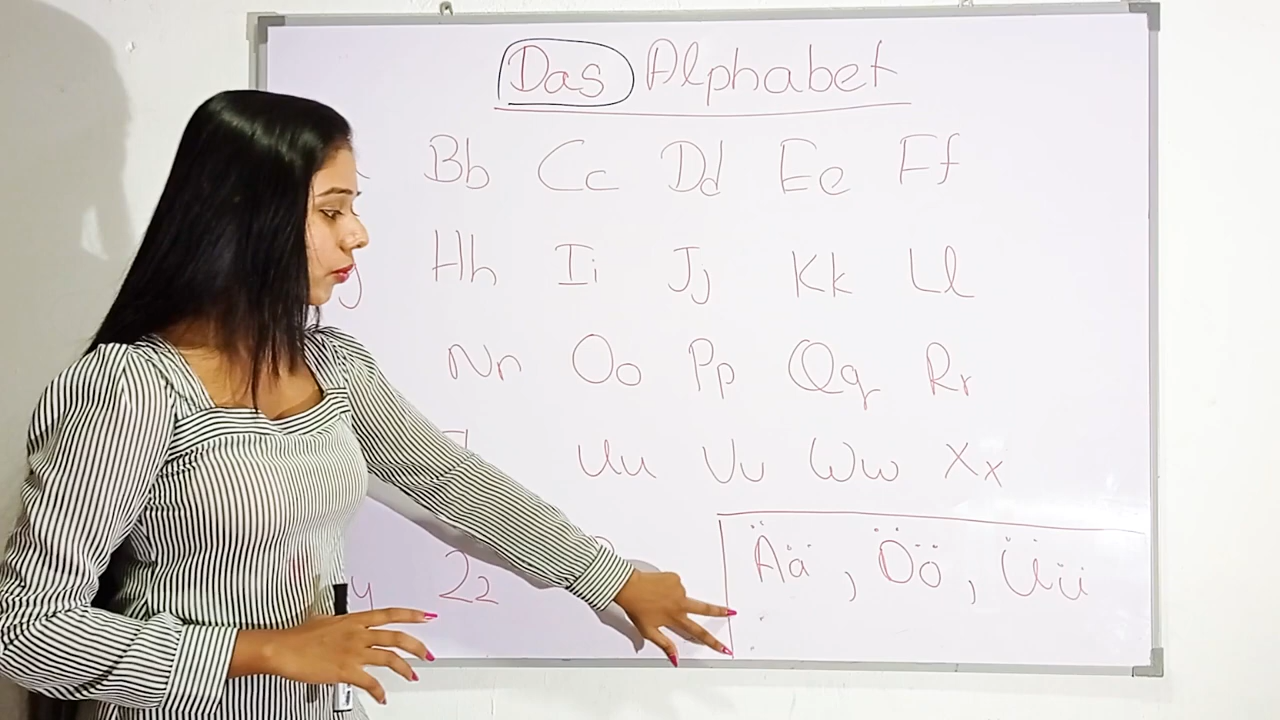 Das Alphabet
Bb Cc Dd Ee Ff
Hh Ii Jj Kk Ll
Nn Oo Pp Qq Rr
Uu Vv Ww Xx
Zz
Ää , Öö , Üü